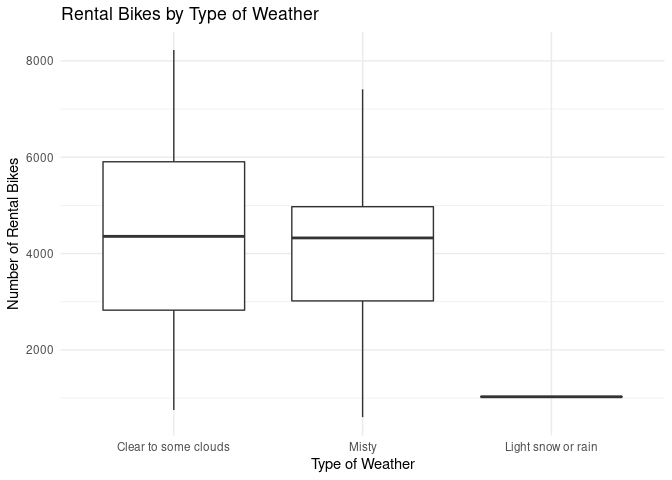 Rental Bikes by Type of Weather
8000
6000
4000
2000
Number of Rental Bikes
Clear to some clouds
Misty
Light snow or rain
Type of Weather